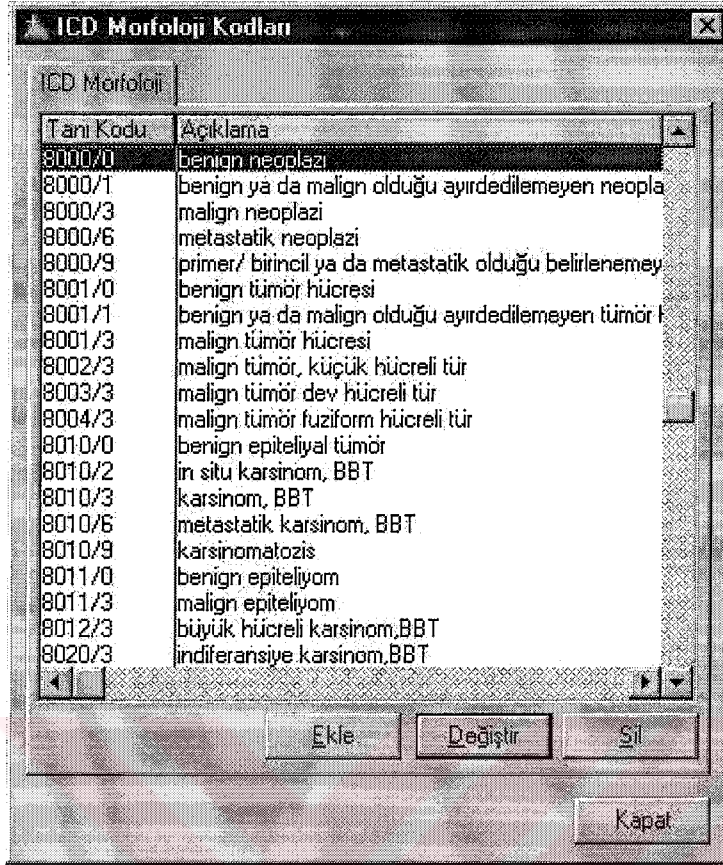 ICD Morfoloji Kodları
ICD Morfoloji
Tanı Kodu Açıklama
8000/0 benign neoplazi
8000/1 benign ya da malign olduğu ayırdedilemeyen neopla
8000/3 malign neoplazi
8000/6 metastatik neoplazi
8000/9 primer/ birincil ya da metastatik olduğu belirlenemey
8001/0 benign tümör hücresi
8001/1 benign ya da malign olduğu ayırdedilemeyen tümör h
8001/3 malign tümör hücresi
8002/3 malign tümör, küçük hücreli tür
8003/3 malign tümör dev hücreli tür
8004/3 malign tümör fuziform hücreli tür
8010/0 benign epiteliyal tümör
8010/2 in situ karsinom, BBT
8010/3 karsinom, BBT
8010/6 metastatik karsinom, BBT
8010/9 karsinomatozis
8011/0 benign epiteliyom
8011/3 malign epiteliyom
8012/3 büyük hücreli karsinom,BBT
8020/3 indiferansiye karsinom,BBT
Ekle Değiştir Sil
Kapat